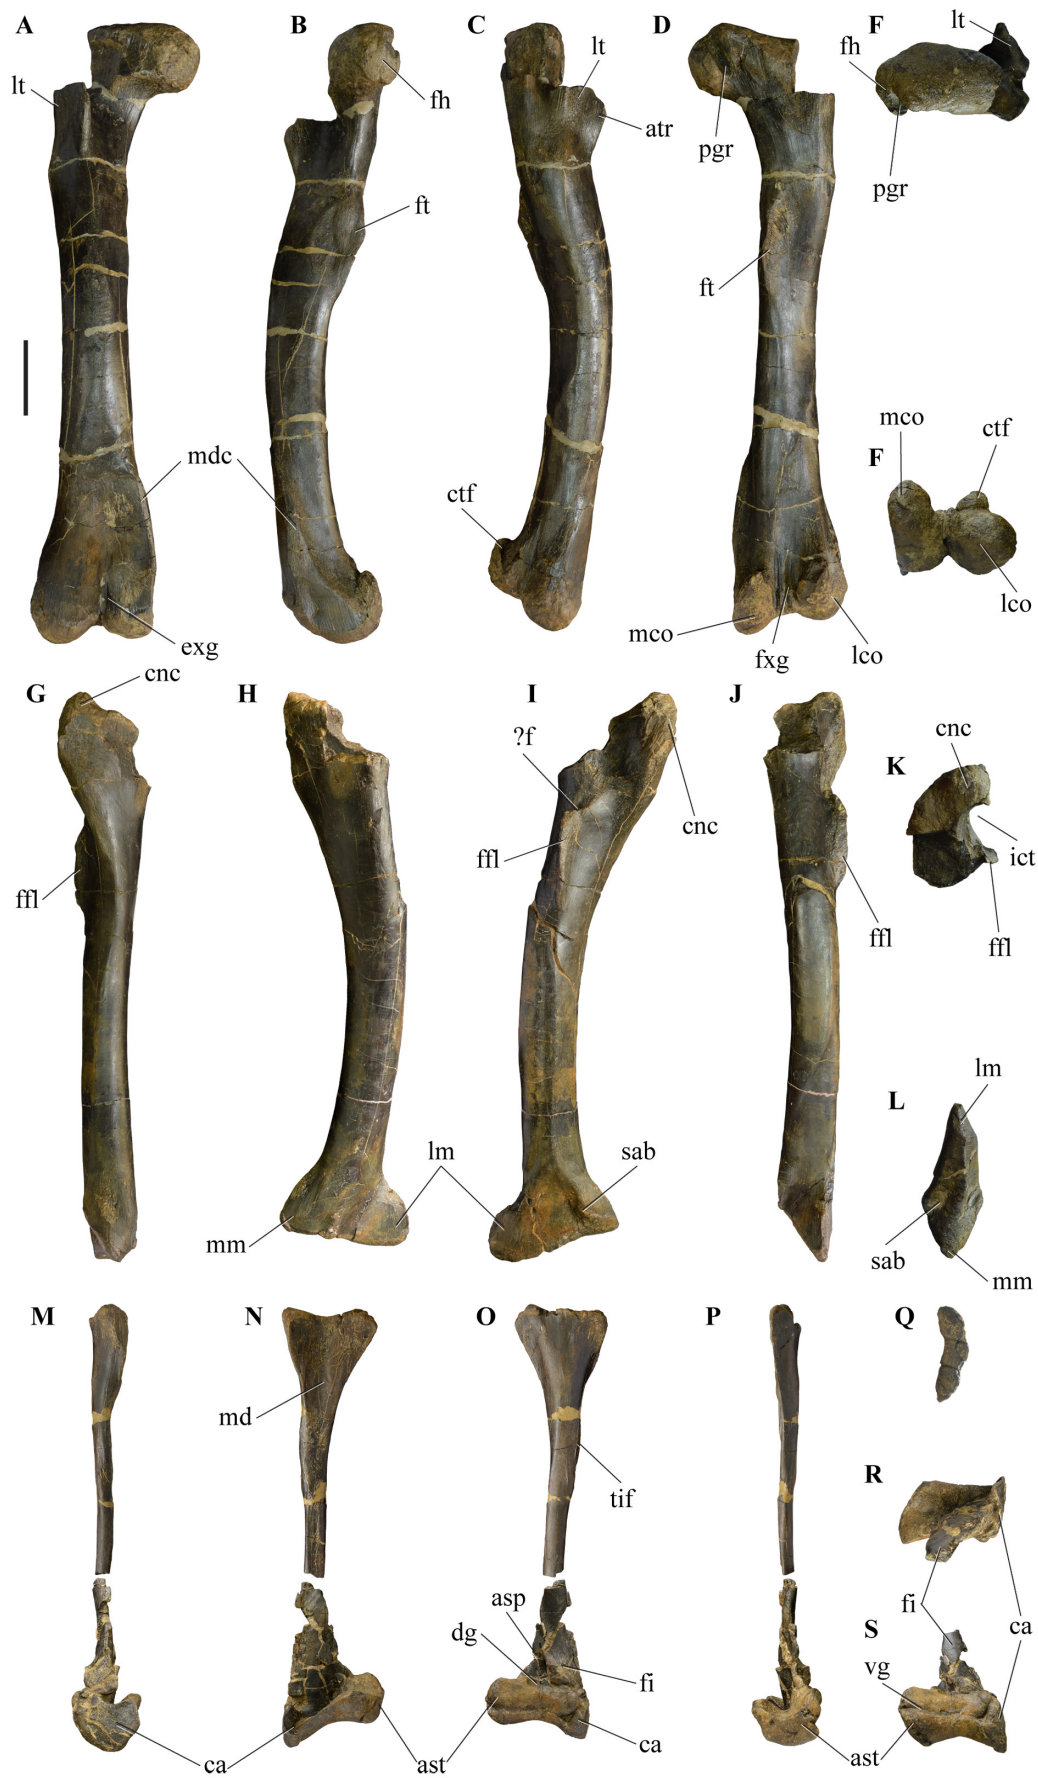 A
B
C
D
F
lt
lt
lt
fh
fh
atr
pgr
pgr
ft
ft
F
mco
ctf
mdc
ctf
lco
exg
mco
fxg
lco
G
cnc
H
I
J
?f
cnc
K
cnc
ffl
ict
ffl
ffl
ffl
lm
L
lm
sab
mm
sab
mm
M
N
O
P
Q
md
tif
R
asp
dg
fi
fi
S
ca
vg
ca
ast
ca
ast